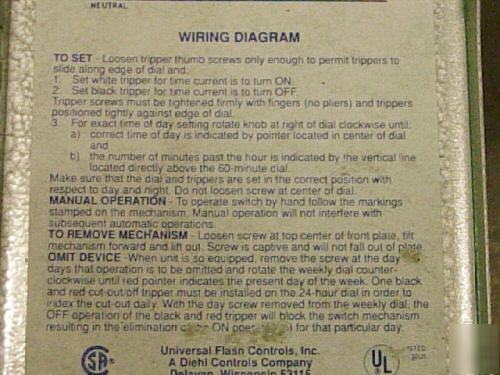 NEUTRAL
WIRING DIAGRAM
TO SET - Loosen tripper thumb screws only enough to permit trippers to
slide along edge of dial and.
1. Set white tripper for time current is to turn ON.
2. Set black tripper for time current is to turn OFF.
Tripper screws must be tightened firmly with fingers (no pliers) and trippers
positioned tightly against edge of dial.
3. For exact time of day setting rotate knob at right of dial clockwise until:
a) correct time of day is indicated by pointer located in center of dial
and
b) the number of minutes past the hour is indicated by the vertical line
located directly above the 60-minute dial.
Make sure that the dial and trippers are set in the correct position with
respect to day and night. Do not loosen screw at center of dial.
MANUAL OPERATION - To operate switch by hand follow the markings
stamped on the mechanism. Manual operation will not interfere with
subsequent automatic operations.
TO REMOVE MECHANISM - Loosen screw at top center of front plate, tilt
mechanism forward and lift out. Screw is captive and will not fall out of plate.
OMIT DEVICE -When unit is so equipped, remove the screw at the day
days that operation is to be omitted and rotate the weekly dial counter-
clockwise until red pointer indicates the present day of the week. One black
and red cut-out/off tripper must be installed on the 24-hour dial in order to
index the cut-out daily. With the day screw removed from the weekly dial, the
OFF operation of the black and red tripper will block the switch mechanism
resulting in the elimination ON for that particular day.
Universal Flash Controls, Inc.
A Diehl Controls Company
Delavan, Wisconsin 53115
SA
UL